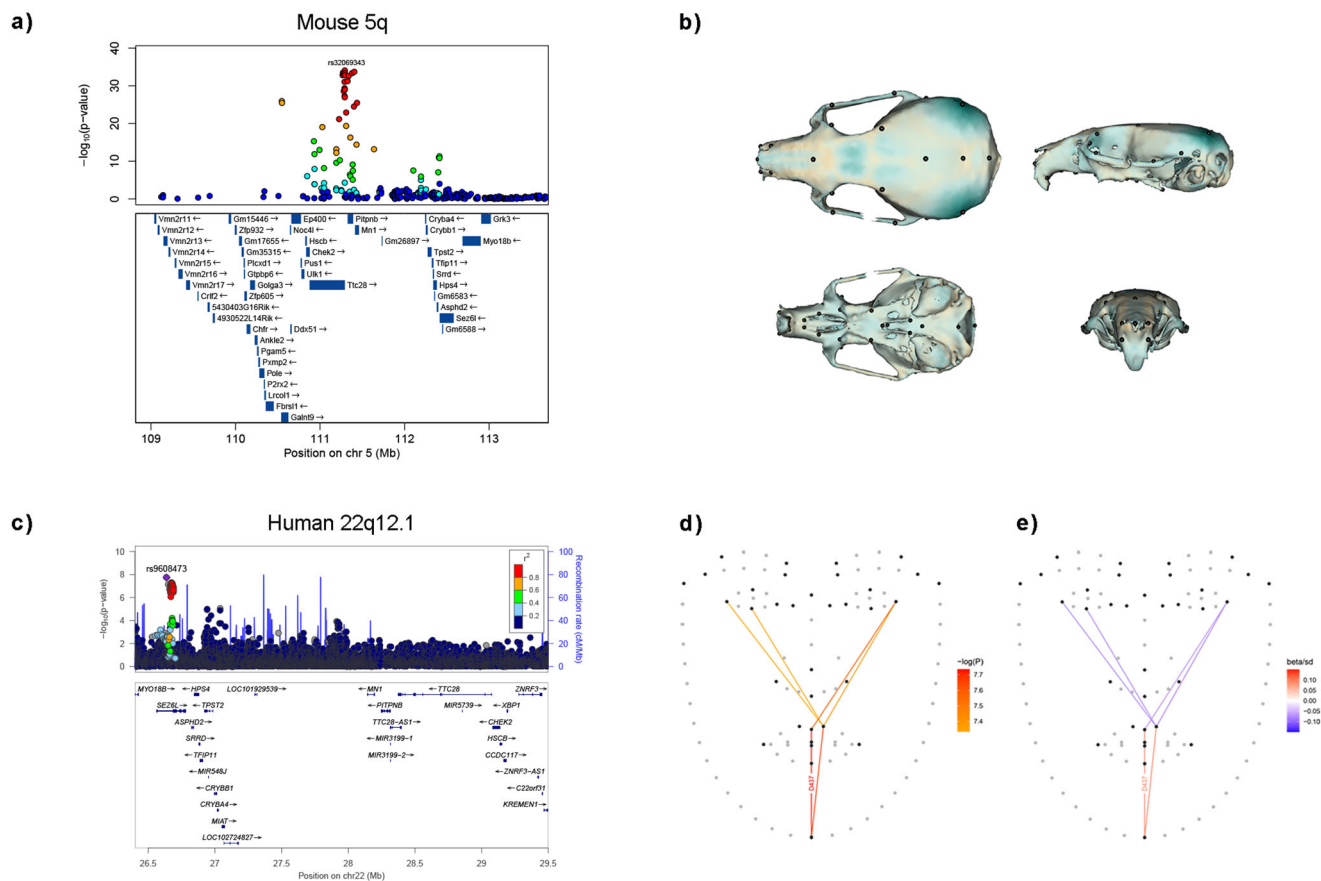 a)
Mouse 5q
b)
rs32069343
40
30
20
10
0
−log10(p-value)
Vmn2r11← Gm15446← Ep400← Pitpnb→ Cryba4→ Grk3←
Vmn2r12← Zfp932← Noc4l← Mn1← Crybb1→
Vmn2r13← Gm17655← Hscb← Gm26897→ Myo18b←
Vmn2r14← Gm35315← Chek2→ Tpst2→
Vmn2r15← Plcxd1← Pus1← Tfip11→
Vmn2r16→ Gtpbp6← Ulk1← Srrd←
Vmn2r17→ Golga3→ Ttc28→ Hps4→
Crlf2← Zfp605← Gm6583←
5430403G16Rik← Asphd2←
4930522L14Rik← Sez6l←
Chfr→ Ddx51→ Gm6588→
Ankle2→
Pgam5←
Pxmp2←
Pole→
P2rx2←
Lrcol1→
Fbrsl1←
Galnt9→
109 110 111 112 113
Position on chr 5 (Mb)
c)
Human 22q12.1
d)
e)
rs9608473
10
8
6
4
2
0
−log10(p-value)
r2
0.8
0.6
0.4
0.2
100
80
60
40
20
0
Recombination rate (cM/Mb)
MYO18B→ ←HPS4 LOC101929539→ ←MN1 ←TTC28 ZNRF3→
SEZ6L→ ←TPST2 ←PITPNB MIR5739→ ←XBP1
ASPHD2→ TTC28−AS1→ ←CHEK2
SRRD→ ←MIR3199−1 HSCB→
←TFIP11 MIR3199−2→ CCDC117→
←MIR548J ←ZNRF3−AS1
←CRYBB1 ←C22orf31
CRYBA4→ KREMEN1→
MIAT→
LOC102724827→
26.5 27 27.5 28 28.5 29 29.5
Position on chr22 (Mb)
D437
−log(P)
7.7
7.6
7.5
7.4
D437
beta/sd
0.10
0.05
0.00
−0.05
−0.10